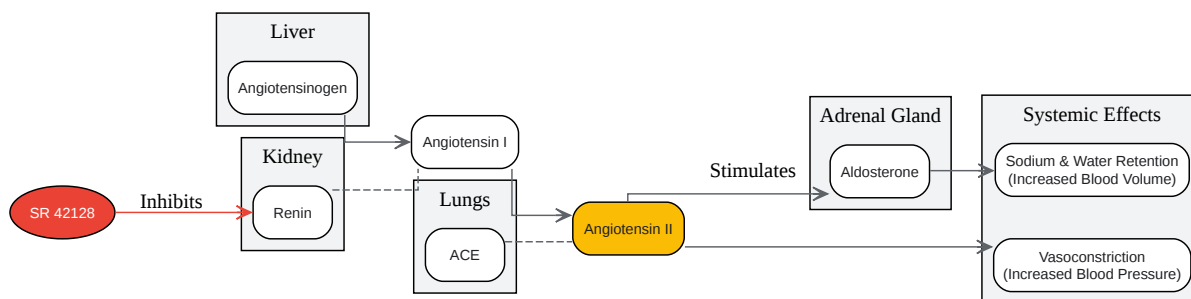 Liver
Angiotensinogen
Kidney
Renin
SR 42128
Inhibits
Angiotensin I
Lungs
ACE
Angiotensin II
Stimulates
Adrenal Gland
Aldosterone
Systemic Effects
Sodium & Water Retention
(Increased Blood Volume)
Vasoconstriction
(Increased Blood Pressure)